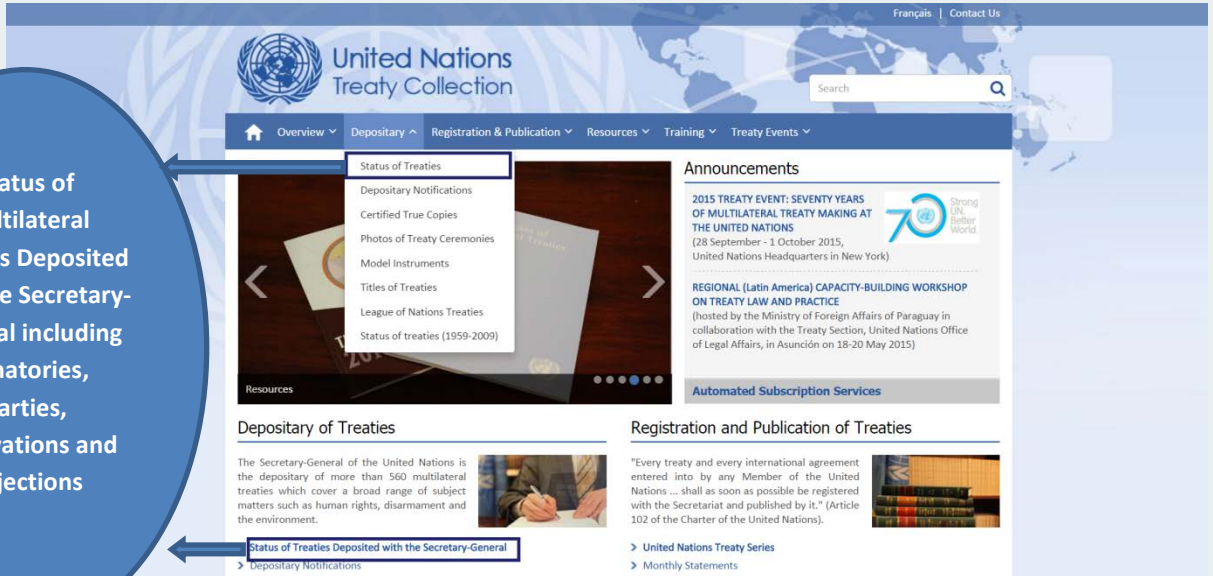 Français | Contact Us
United Nations
Treaty Collection
Search
Overview Depositary Registration & Publication Resources Training Treaty Events
Status of Treaties
Depositary Notifications
Certified True Copies
Photos of Treaty Ceremonies
Model Instruments
Titles of Treaties
League of Nations Treaties
Status of treaties (1959-2009)
Resources
Announcements
2015 TREATY EVENT: SEVENTY YEARS
OF MULTILATERAL TREATY MAKING AT
THE UNITED NATIONS
(28 September - 1 October 2015,
United Nations Headquarters in New York)
70
Strong
UN.
Better
World.
REGIONAL (Latin America) CAPACITY-BUILDING WORKSHOP
ON TREATY LAW AND PRACTICE
(hosted by the Ministry of Foreign Affairs of Paraguay in
collaboration with the Treaty Section, United Nations Office
of Legal Affairs, in Asunción on 18-20 May 2015)
Automated Subscription Services
tatus of
ltilateral
s Deposited
e Secretary-
al including
natories,
arties,
vations and
jections
Depositary of Treaties
The Secretary-General of the United Nations is
the depositary of more than 560 multilateral
treaties which cover a broad range of subject
matters such as human rights, disarmament and
the environment.
Status of Treaties Deposited with the Secretary-General
> Depositary Notifications
Registration and Publication of Treaties
"Every treaty and every international agreement
entered into by any Member of the United
Nations ... shall as soon as possible be registered
with the Secretariat and published by it." (Article
102 of the Charter of the United Nations).
> United Nations Treaty Series
> Monthly Statements